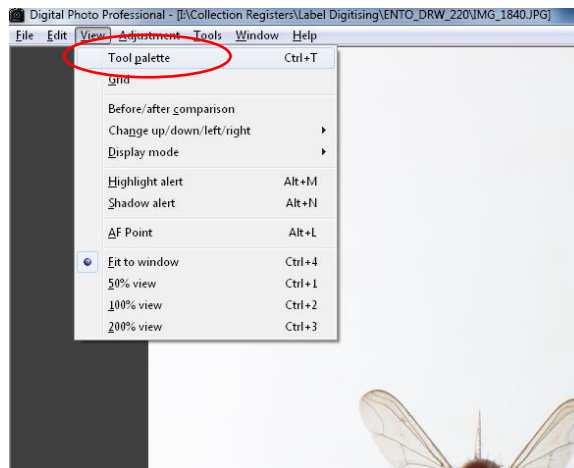 Digital Photo Professional - [I:\Collection Registers\Label Digitising\ENTO_DRW_220\IMG_1840.JPG]
File Edit View Adjustment Tools Window Help
Tool palette Ctrl+T
Grid
Before/after comparison
Change up/down/left/right
Display mode
Highlight alert Alt+M
Shadow alert Alt+N
AF Point Alt+L
Fit to window Ctrl+4
50% view Ctrl+1
100% view Ctrl+2
200% view Ctrl+3